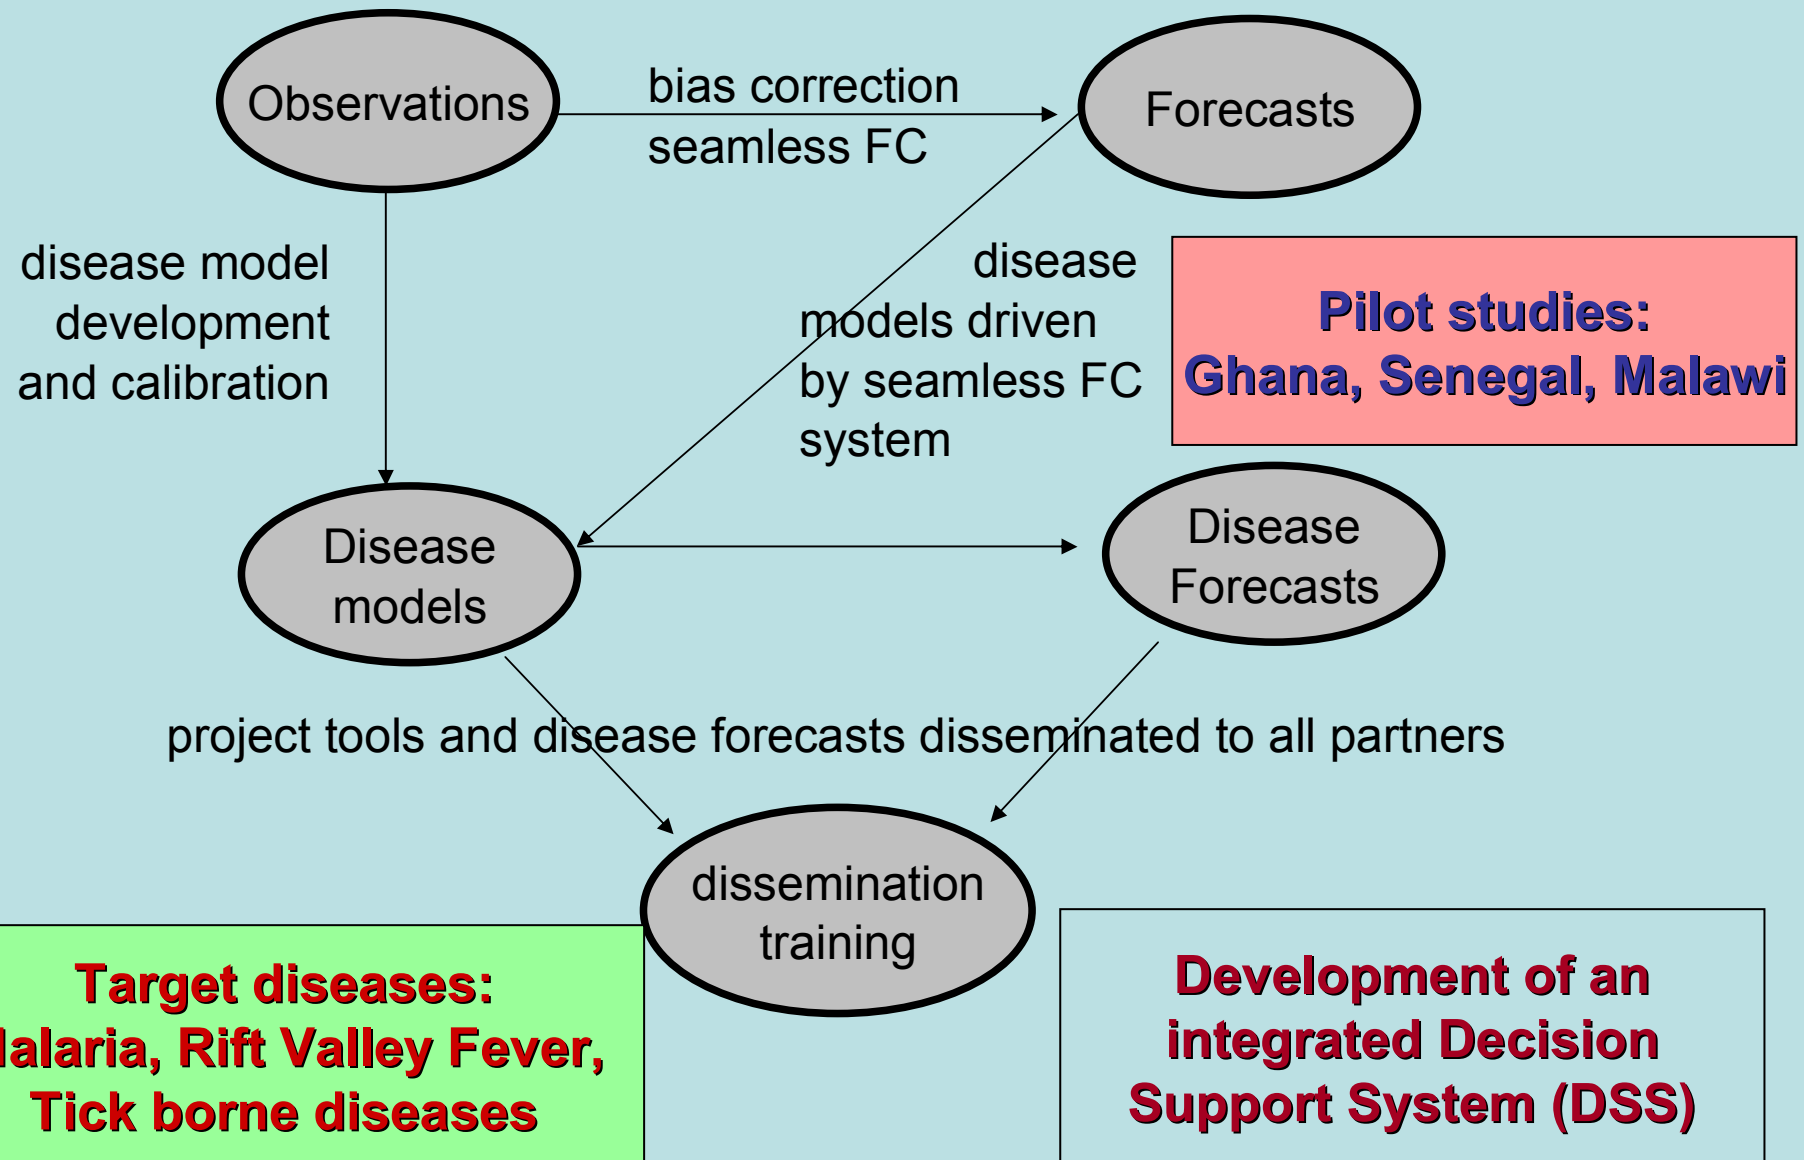 Observations
bias correction
seamless FC
Forecasts
disease model
development
and calibration
disease
models driven
by seamless FC
system
Pilot studies:
Ghana, Senegal, Malawi
Disease
models
Disease
Forecasts
project tools and disease forecasts disseminated to all partners
dissemination
training
Target diseases:
alaria, Rift Valley Fever,
Tick borne diseases
Development of an
integrated Decision
Support System (DSS)